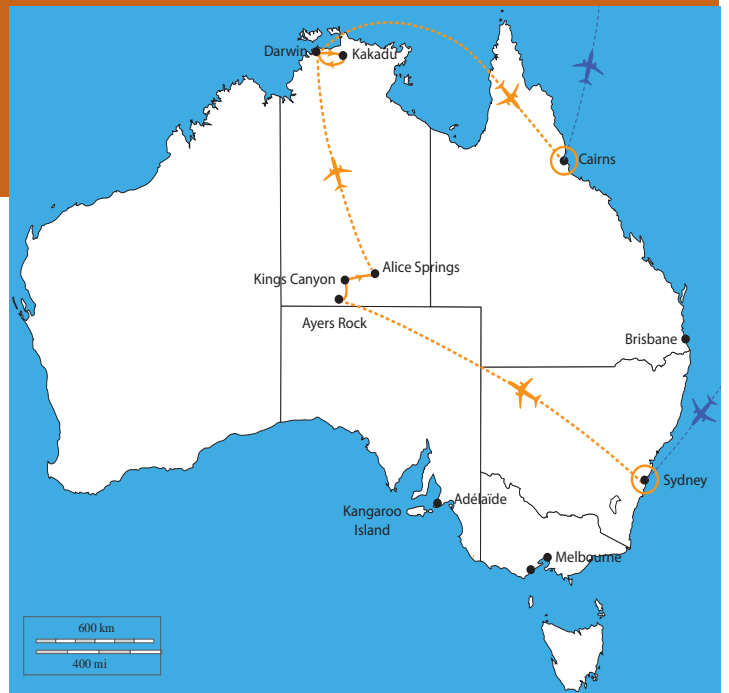 Darwin
Kakadu
Cairns
Alice Springs
Kings Canyon
Ayers Rock
Brisbane
Sydney
Adélaïde
Kangaroo
Island
Melbourne
600 km
400 mi